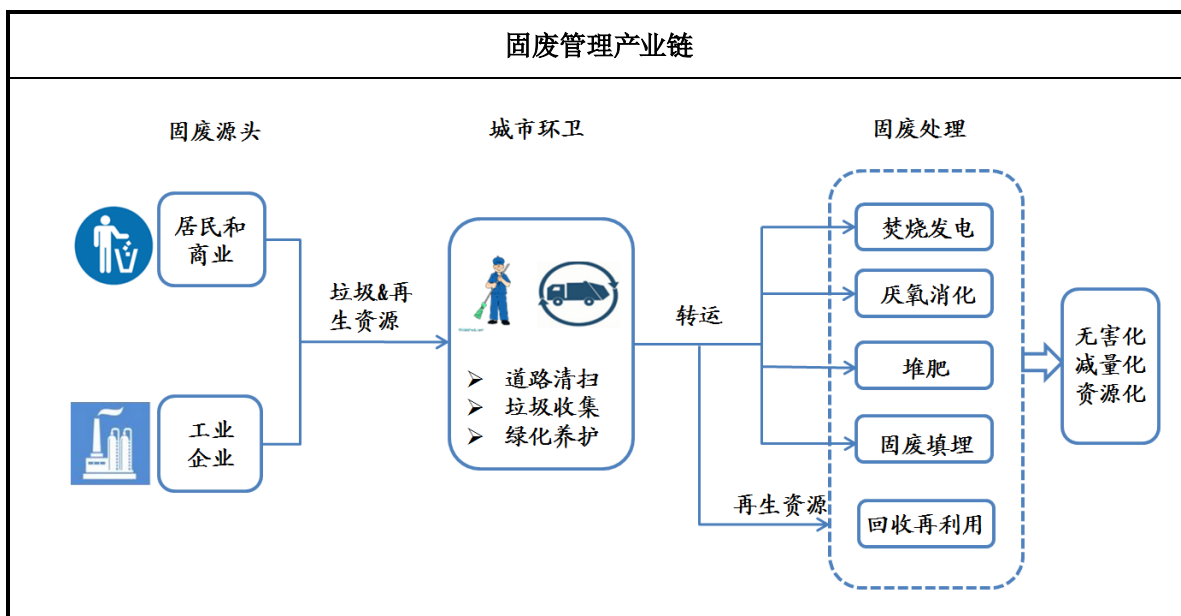 固废管理产业链
固废源头
城市环卫
固废处理
居民和
商业
工业
企业
垃圾&再
生资源
➢ 道路清扫
➢ 垃圾收集
➢ 绿化养护
转运
再生资源
焚烧发电
厌氧消化
堆肥
固废填埋
回收再利用
无害化
减量化
资源化